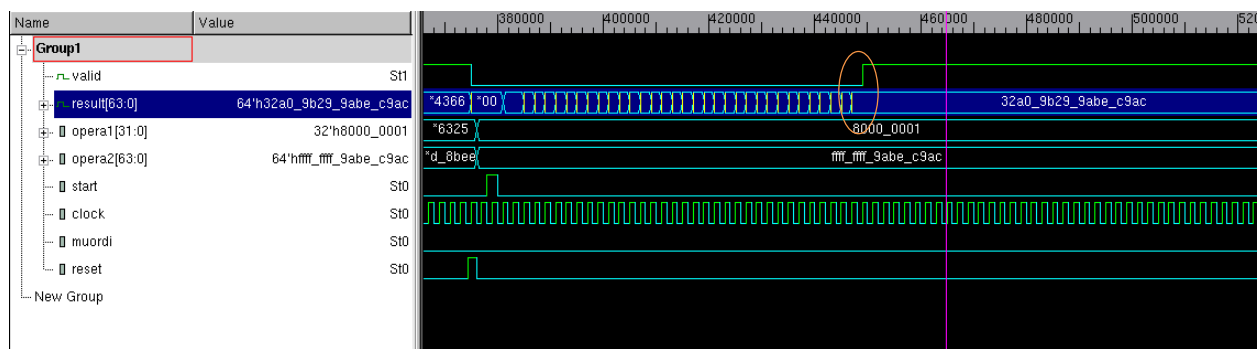 Name Value
380000 400000 420000 440000 460000 480000 500000 520
Group1
valid St1
result[63:0] 64'h32a0_9b29_9abe_c9ac *4366 *00 32a0_9b29_9abe_c9ac
opera1[31:0] 32'h8000_0001 *6325 8000_0001
opera2[63:0] 64'hffff_ffff_9abe_c9ac *d_8bee ffff_ffff_9abe_c9ac
start St0
clock St0
muordi St0
reset St0
New Group